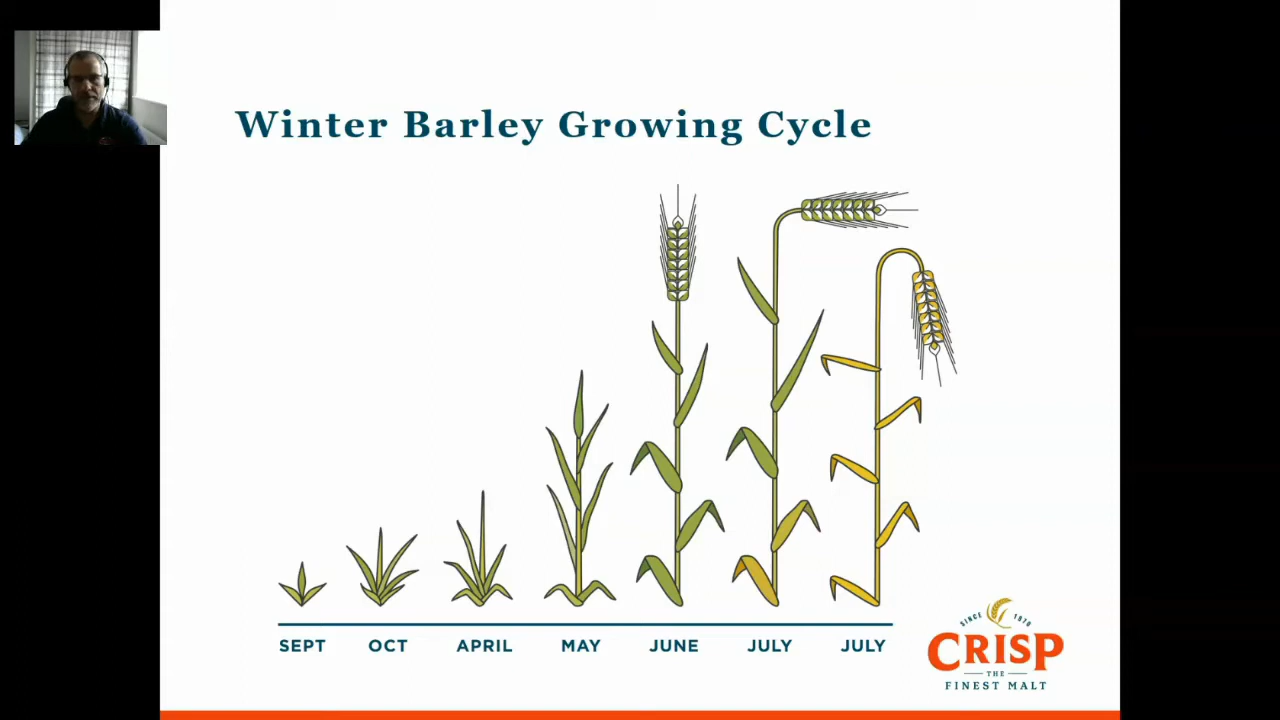 Winter Barley Growing Cycle
SEPT OCT APRIL MAY JUNE JULY JULY
SINCE 1870
CRISP
THE
FINEST MALT